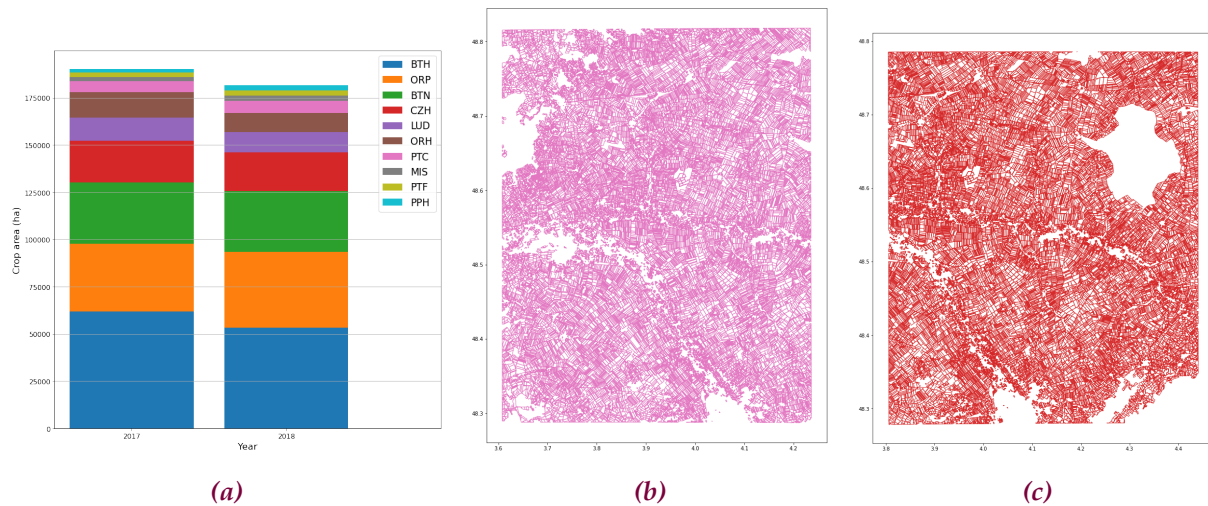 Crop area (ha)
175000
150000
125000
100000
75000
50000
25000
0
2017
2018
Year
BTH
ORP
BTN
CZH
LUD
ORH
PTC
MIS
PTF
PPH
(a)
48.8
48.7
48.6
48.5
48.4
48.3
3.6
3.7
3.8
3.9
4.0
4.1
4.2
(b)
48.8
48.7
48.6
48.5
48.4
48.3
3.8
3.9
4.0
4.1
4.2
4.3
4.4
(c)